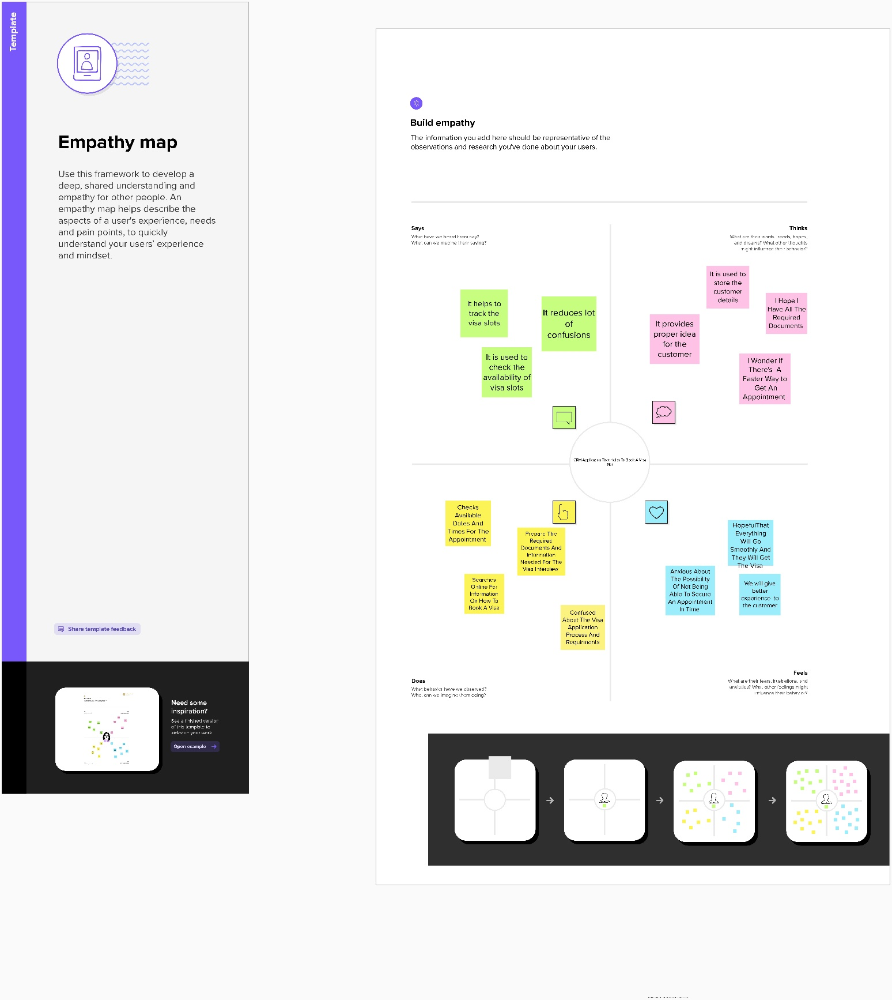 Template
Empathy map
Use this framework to develop a
deep, shared understanding and
empathy for other people. An
empathy map helps describe the
aspects of a user's experience, needs
and pain points, to quickly
understand your users' experience
and mindset.
Share template feedback
Need some
inspiration?
See a finished version
of this template to
kickstart your work.
Open example
Build empathy
The information you add here should be representative of the
observations and research you've done about your users.
Says
What have we heard them say?
What can we imagine them saying?
Thinks
What are their wants, needs, hopes,
and dreams? What other thoughts
might influence their behavior?
It helps to
track the
visa slots
It reduces lot
of
confusions
It is used to
check the
availability of
visa slots
It is used to
store the
customer
details
I Hope I
Have All The
Required
Documents
It provides
proper idea
for the
customer
I Wonder If
There's A
Faster Way to
Get An
Appointment
CRM Application That Helps To Book A Visa
Slot
Checks
Available
Dates And
Times For The
Appointment
Prepare The
Required
Documents And
Information
Needed For The
Visa Interview
Searches
Online For
Information
On How To
Book A Visa
Confused
About The Visa
Application
Process And
Requirments
HopefulThat
Everything
Will Go
Smoothly And
They Will Get
The Visa
Anxious About
The Possibility
Of Not Being
Able To Secure
An Appointment
In Time
We will give
better
experience to
the customer
Does
What behavior have we observed?
What can we imagine them doing?
Feels
What are their fears, frustrations, and
anxieties? What other feelings might
influence their behavior?